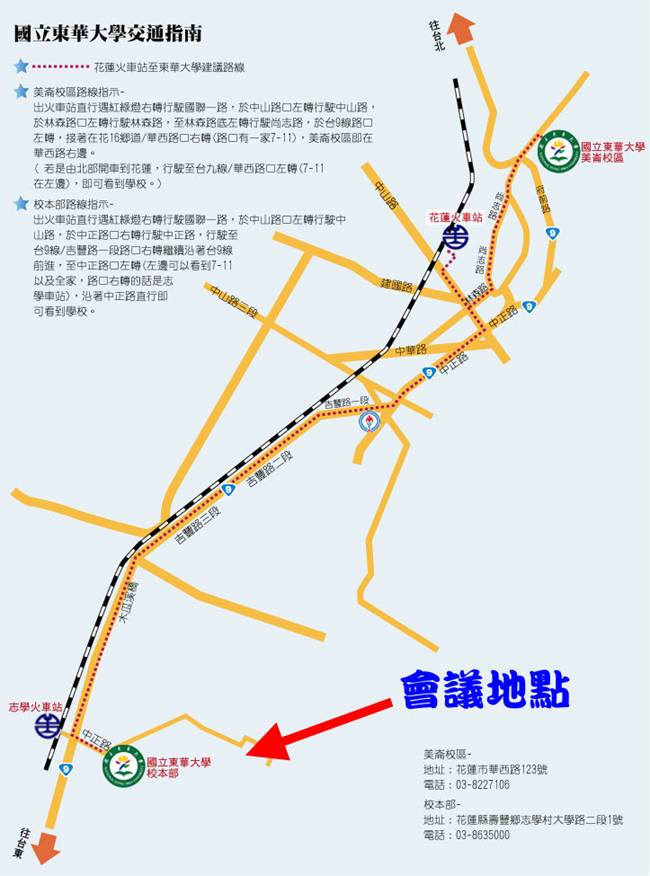 國立東華大學交通指南
花蓮火車站至東華大學建議路線
美崙校區路線指示-
出火車站直行遇紅綠燈右轉行駛國聯一路，於中山路口左轉行駛中山路，
於林森路口左轉行駛林森路，至林森路底左轉行駛尚志路，於台9線路口
左轉，接著在花16鄉道/華西路口右轉(路口有一家7-11)，美崙校區即在
華西路右邊。
( 若是由北部開車到花蓮，行駛至台九線/華西路口左轉(7-11
在左邊)，即可看到學校。)
校本部路線指示-
出火車站直行遇紅綠燈右轉行駛國聯一路，於中山路口左轉行駛中
山路，於中正路口右轉行駛中正路，行駛至
台9線/吉豐路一段路口右轉繼續沿著台9線
前進，至中正路口左轉(左邊可以看到7-11
以及全家，路口右轉的話是志
學車站)，沿著中正路直行即
可看到學校。
往台北
國立東華大學
美崙校區
中山路
尚志路
府前路
花蓮火車站
9
尚志路
建國路
林森路
中山路三段
9
中正路
中華路
中正路
9
吉豐路一段
吉豐路二段
9
吉豐路三段
木瓜溪橋
會議地點
志學火車站
中正路
國立東華大學
校本部
9
往台東
美崙校區-
地址：花蓮市華西路123號
電話：03-8227106
校本部-
地址：花蓮縣壽豐鄉志學村大學路二段1號
電話：03-8635000